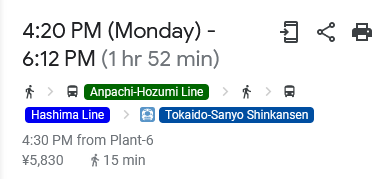 4:20 PM (Monday) -
6:12 PM (1 hr 52 min)
Anpachi-Hozumi Line
Hashima Line
Tokaido-Sanyo Shinkansen
4:30 PM from Plant-6
¥5,830 15 min